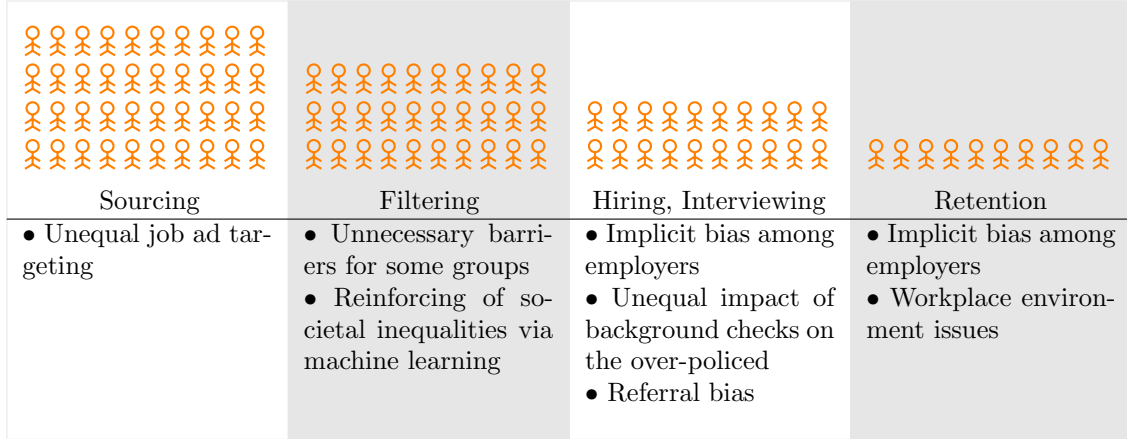 Sourcing
Filtering
Hiring, Interviewing
Retention
• Unequal job ad tar-
geting
• Unnecessary barri-
ers for some groups
• Reinforcing of so-
cietal inequalities via
machine learning
• Implicit bias among
employers
• Unequal impact of
background checks on
the over-policed
• Referral bias
• Implicit bias among
employers
• Workplace environ-
ment issues